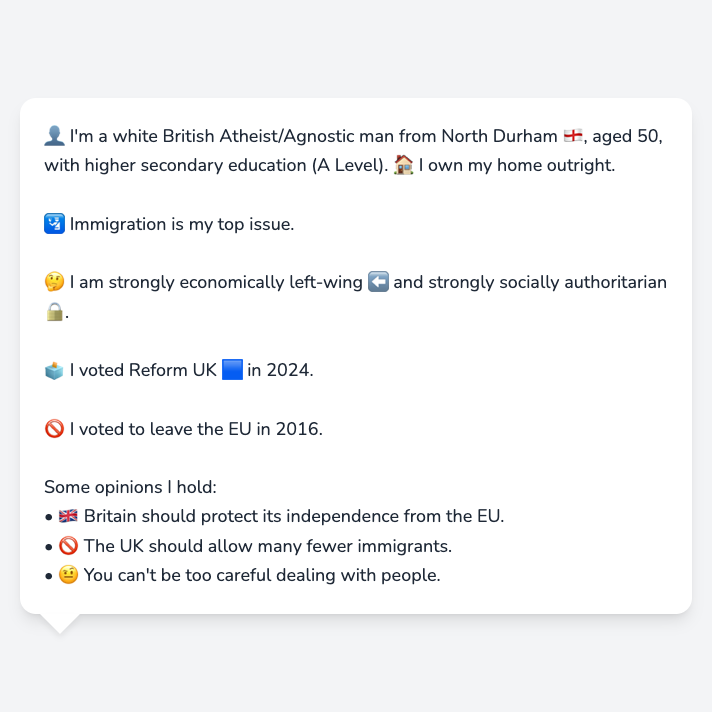 👤 I'm a white British Atheist/Agnostic man from North Durham 🏴󠁧󠁢󠁥󠁮󠁧󠁿, aged 50,
with higher secondary education (A Level). 🏠 I own my home outright.
🛂 Immigration is my top issue.
🤔 I am strongly economically left-wing ⬅️ and strongly socially authoritarian
🔒.
🗳️ I voted Reform UK 🟦 in 2024.
🚫 I voted to leave the EU in 2016.
Some opinions I hold:
• 🇬🇧 Britain should protect its independence from the EU.
• 🚫 The UK should allow many fewer immigrants.
• 🤨 You can't be too careful dealing with people.